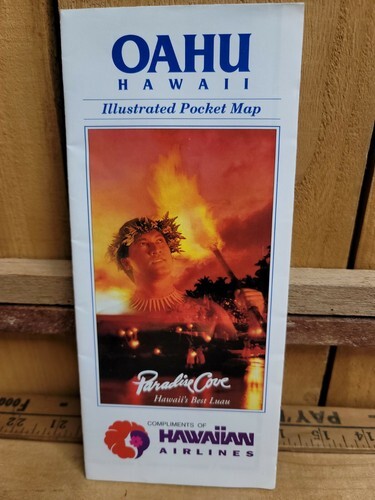 OAHU
HAWAII
Illustrated Pocket Map
Paradise Cove
Hawaii's Best Luau
COMPLIMENTS OF
HAWAIIAN
AIRLINES